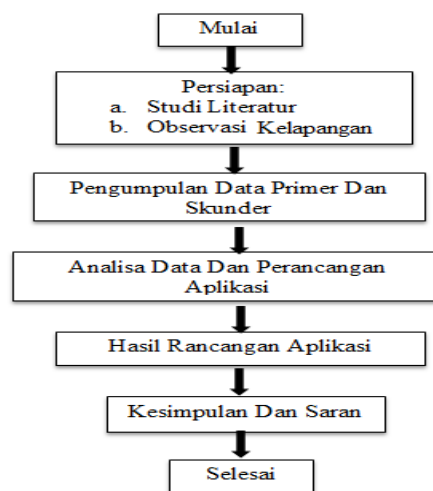 Mulai
Persiapan:
a. Studi Literatur
b. Observasi Kelapangan
Pengumpulan Data Primer Dan
Skunder
Analisa Data Dan Perancangan
Aplikasi
Hasil Rancangan Aplikasi
Kesimpulan Dan Saran
Selesai